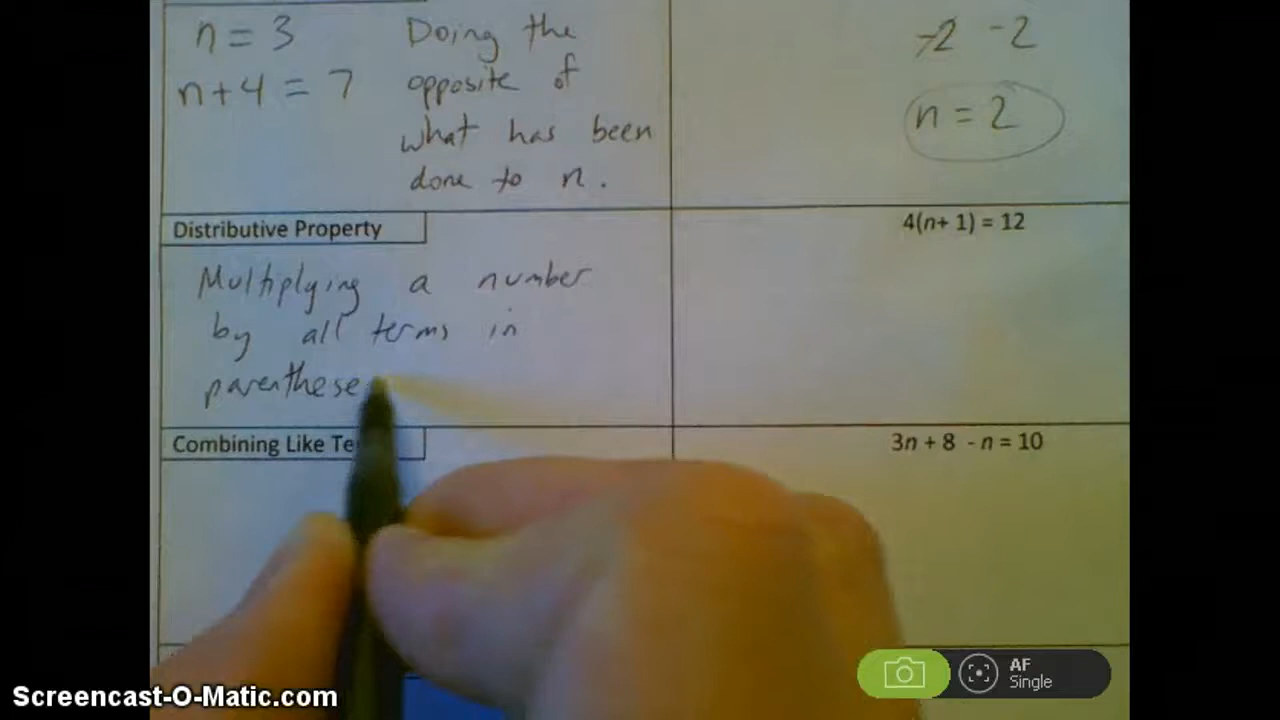 n = 3
n+4 = 7
Doing the
opposite of
what has been
done to n.
-2 -2
n = 2
Distributive Property
4(n+ 1) = 12
Multiplying a number
by all terms in
parenthese
Combining Like Te
3n + 8 - n = 10
AF
Single
Screencast-O-Matic.com